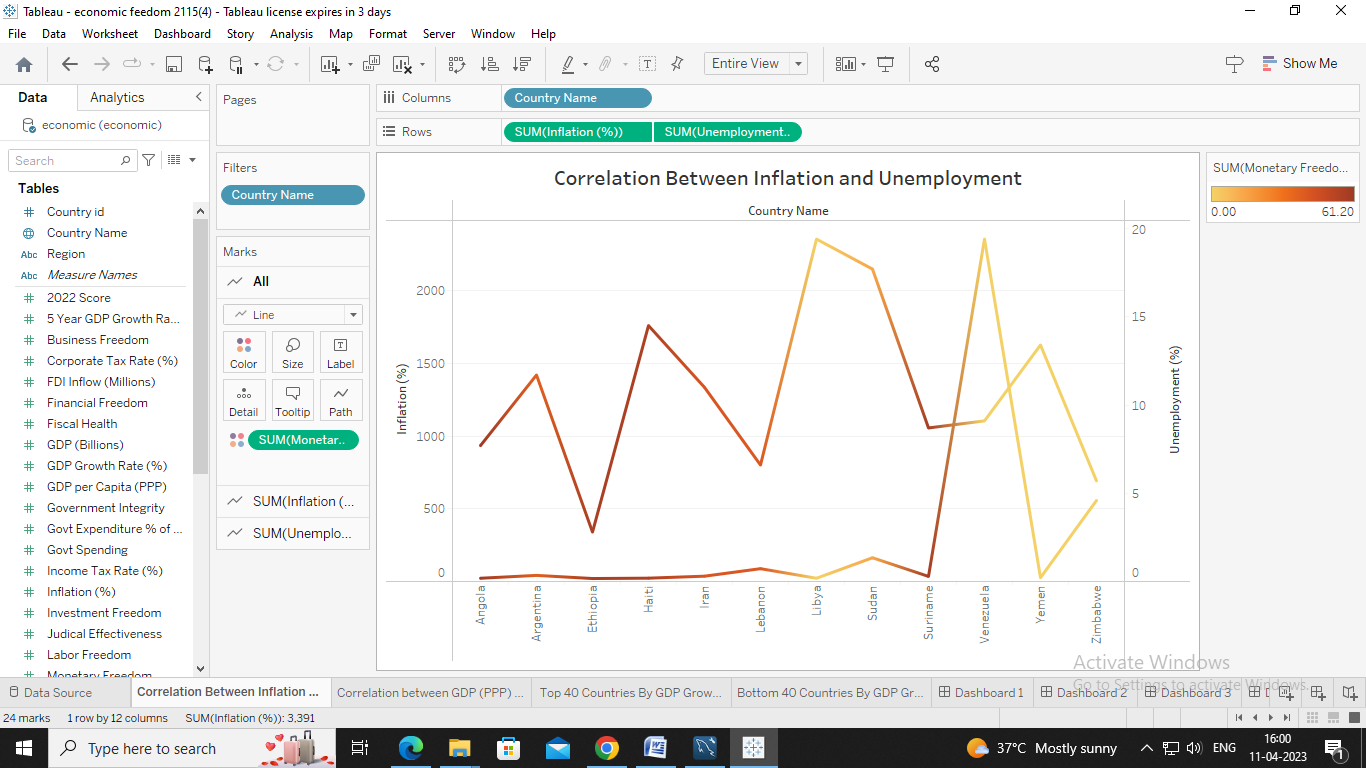 Tableau - economic feedom 2115(4) - Tableau license expires in 3 days
File Data Worksheet Dashboard Story Analysis Map Format Server Window Help
Entire View
Show Me
Data Analytics
economic (economic)
Search
Tables
Country id
Country Name
Abc Region
Abc Measure Names
2022 Score
5 Year GDP Growth Ra...
Business Freedom
Corporate Tax Rate (%)
FDI Inflow (Millions)
Financial Freedom
Fiscal Health
GDP (Billions)
GDP Growth Rate (%)
GDP per Capita (PPP)
Government Integrity
Govt Expenditure % of ...
Govt Spending
Income Tax Rate (%)
Inflation (%)
Investment Freedom
Judical Effectiveness
Labor Freedom
Monetary Freedom
Pages
Filters
Country Name
Marks
All
Line
Color Size Label
Detail Tooltip Path
SUM(Monetar..
SUM(Inflation (...
SUM(Unemplo...
Columns Country Name
Rows SUM(Inflation (%)) SUM(Unemployment..
Correlation Between Inflation and Unemployment
Country Name
Inflation (%)
2000
1500
1000
500
0
Unemployment (%)
20
15
10
5
0
Angola
Argentina
Ethiopia
Haiti
Iran
Lebanon
Libya
Sudan
Suriname
Venezuela
Yemen
Zimbabwe
SUM(Monetary Freedo...
0.00 61.20
Activate Windows
Go to Settings to activate Windows.
Data Source Correlation Between Inflation ... Correlation between GDP (PPP) ... Top 40 Countries By GDP Grow... Bottom 40 Countries By GDP Gr... Dashboard 1 Dashboard 2 Dashboard 3
24 marks 1 row by 12 columns SUM(Inflation (%)): 3,391
Type here to search
37°C Mostly sunny
ENG
16:00
11-04-2023
1